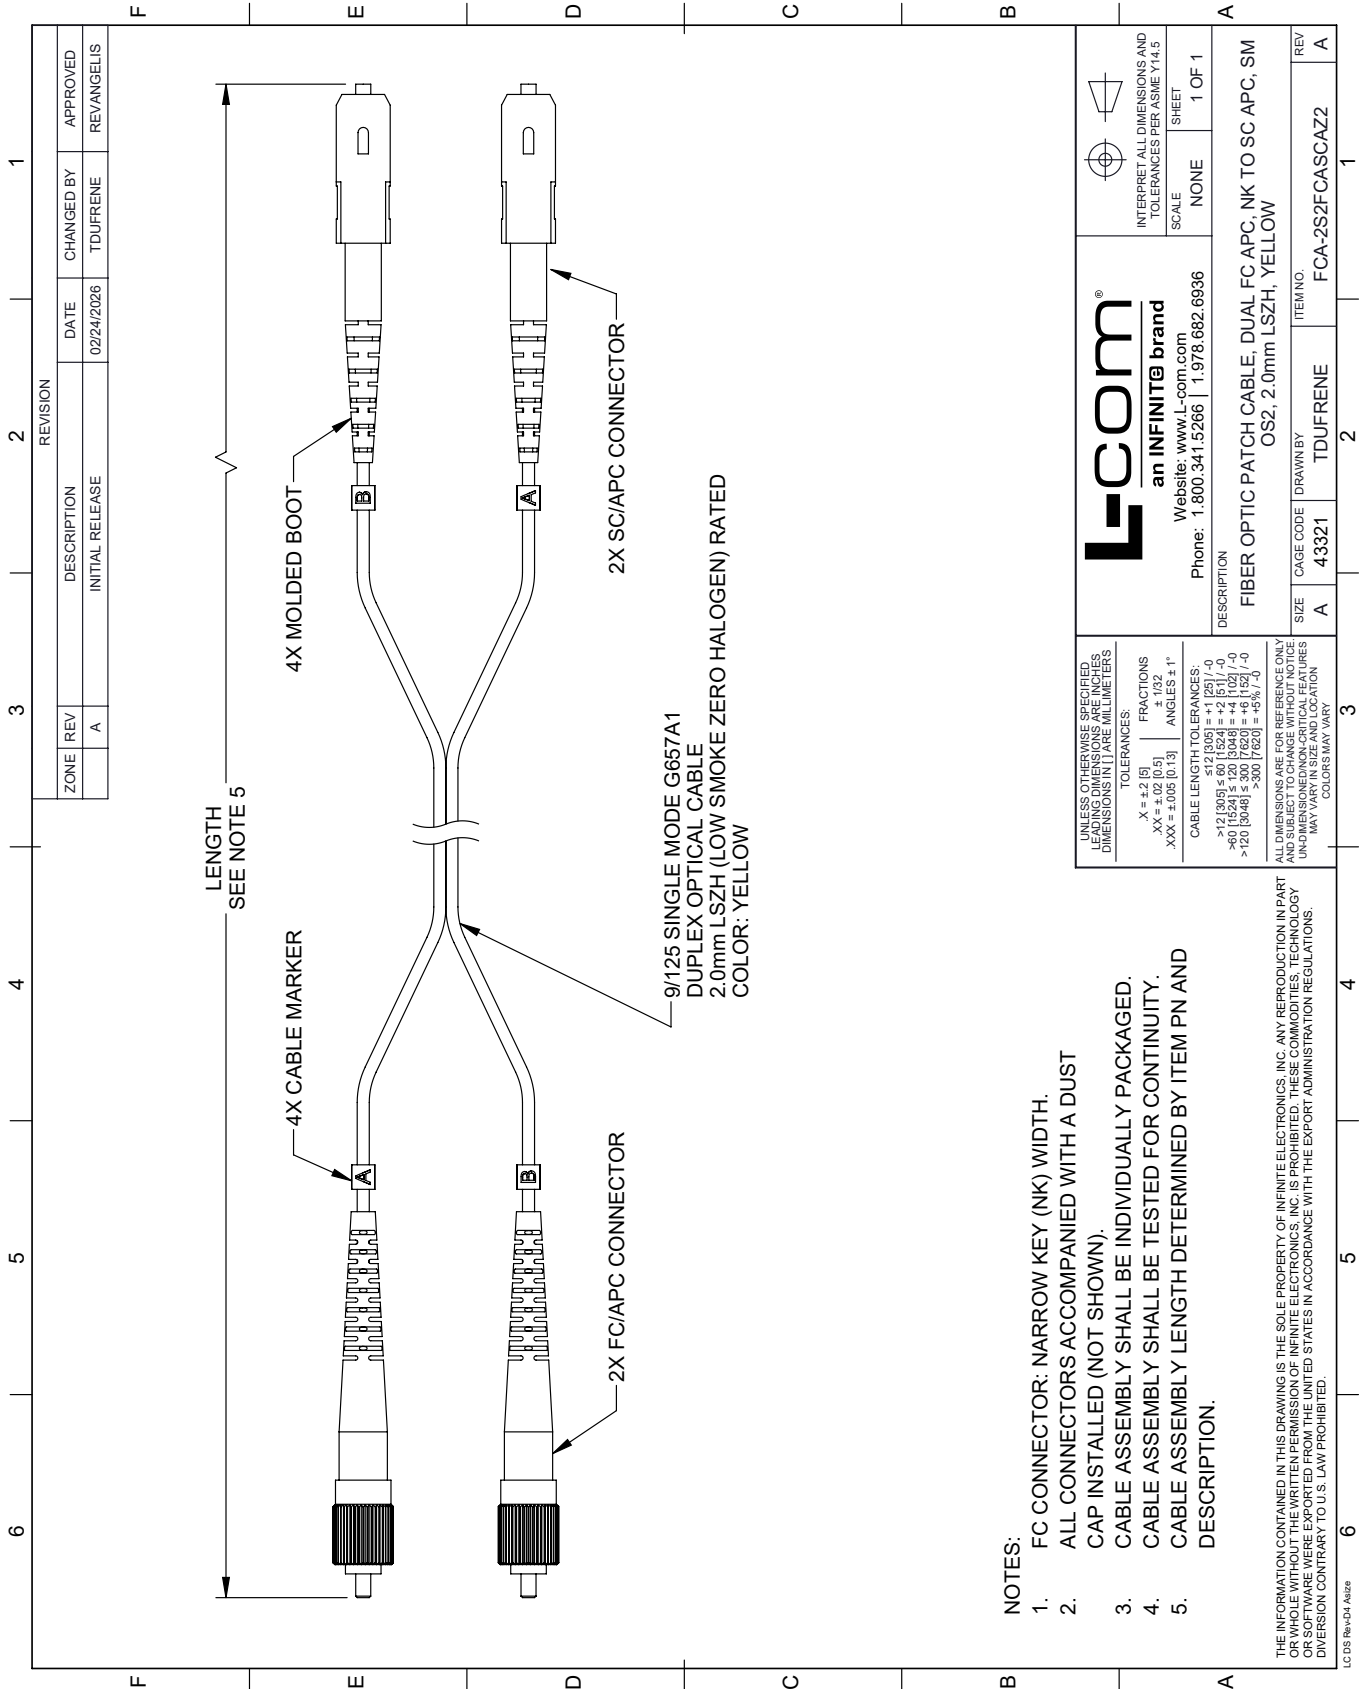 6
5
4
3
2
1
F
E
D
C
B
A
F
E
D
C
B
A
REVISION
ZONE REV DESCRIPTION DATE CHANGED BY APPROVED
A INITIAL RELEASE 02/24/2026 TDUFRENE REVANGELIS
LENGTH
SEE NOTE 5
4X CABLE MARKER
4X MOLDED BOOT
A
B
B
A
2X FC/APC CONNECTOR
2X SC/APC CONNECTOR
9/125 SINGLE MODE G657A1
DUPLEX OPTICAL CABLE
2.0mm LSZH (LOW SMOKE ZERO HALOGEN) RATED
COLOR: YELLOW
NOTES:
1. FC CONNECTOR: NARROW KEY (NK) WIDTH.
2. ALL CONNECTORS ACCOMPANIED WITH A DUST
CAP INSTALLED (NOT SHOWN).
3. CABLE ASSEMBLY SHALL BE INDIVIDUALLY PACKAGED.
4. CABLE ASSEMBLY SHALL BE TESTED FOR CONTINUITY.
5. CABLE ASSEMBLY LENGTH DETERMINED BY ITEM PN AND
DESCRIPTION.
THE INFORMATION CONTAINED IN THIS DRAWING IS THE SOLE PROPERTY OF INFINITE ELECTRONICS, INC. ANY REPRODUCTION IN PART
OR WHOLE WITHOUT THE WRITTEN PERMISSION OF INFINITE ELECTRONICS, INC. IS PROHIBITED. THESE COMMODITIES, TECHNOLOGY
OR SOFTWARE WERE EXPORTED FROM THE UNITED STATES IN ACCORDANCE WITH THE EXPORT ADMINISTRATION REGULATIONS.
DIVERSION CONTRARY TO U.S. LAW PROHIBITED.
UNLESS OTHERWISE SPECIFIED
LEADING DIMENSIONS ARE INCHES
DIMENSIONS IN [ ] ARE MILLIMETERS
TOLERANCES:
.X = ±.2 [5] FRACTIONS
.XX = ±.02 [0.5] ± 1/32
.XXX = ±.005 [0.13] ANGLES ± 1°
CABLE LENGTH TOLERANCES:
≤12 [305] = +1 [25] / -0
>12 [305] ≤ 60 [1524] = +2 [51] / -0
>60 [1524] ≤ 120 [3048] = +4 [102] / -0
>120 [3048] ≤ 300 [7620] = +6 [152] / -0
>300 [7620] = +5% / -0
ALL DIMENSIONS ARE FOR REFERENCE ONLY
AND SUBJECT TO CHANGE WITHOUT NOTICE.
UN-DIMENSIONED/NON-CRITICAL FEATURES
MAY VARY IN SIZE AND LOCATION
COLORS MAY VARY
L-com®
an INFINITE brand
Website: www.L-com.com
Phone: 1.800.341.5266 | 1.978.682.6936
INTERPRET ALL DIMENSIONS AND
TOLERANCES PER ASME Y14.5
SCALE
NONE
SHEET
1 OF 1
DESCRIPTION
FIBER OPTIC PATCH CABLE, DUAL FC APC, NK TO SC APC, SM
OS2, 2.0mm LSZH, YELLOW
SIZE
A
CAGE CODE
43321
DRAWN BY
TDUFRENE
ITEM NO.
FCA-2S2FCASCAZ2
REV
A
LC DS Rev-D4 Asize
6
5
4
3
2
1